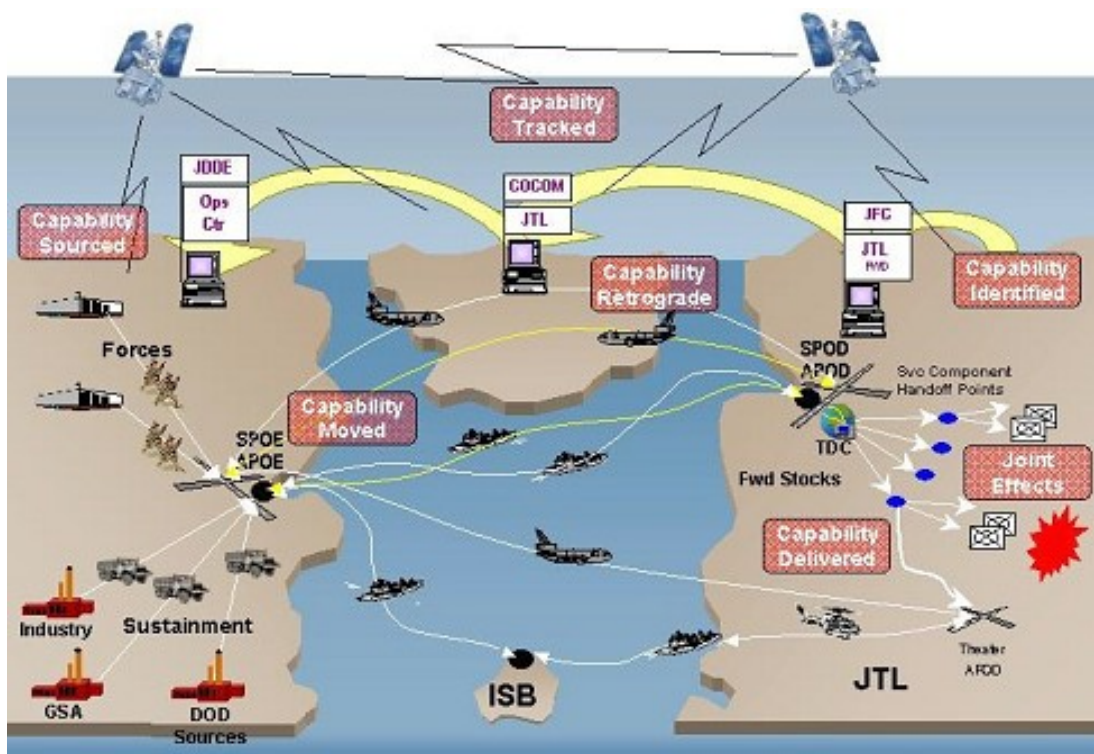 Capability
Tracked
JDDE
Ops
Ctr
COCOM
JTL
JFC
JTL
FWD
Capability
Sourced
Capability
Retrograde
Capability
Identified
Forces
SPOD
APOD
Svc Component
Handoff Points
Capability
Moved
SPOE
APOE
TDC
Fwd Stocks
Joint
Effects
Capability
Delivered
Industry
Sustainment
GSA
DOD
Sources
ISB
JTL
Theater
APOD